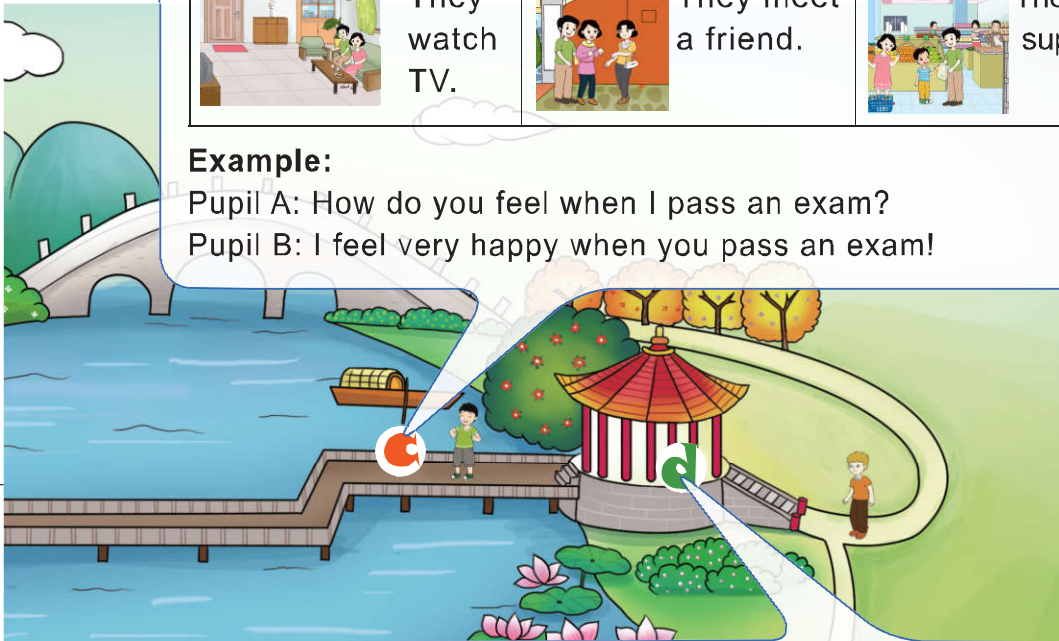 They
watch
TV.
They meet
a friend.
Example:
Pupil A: How do you feel when I pass an exam?
Pupil B: I feel very happy when you pass an exam!
c
d